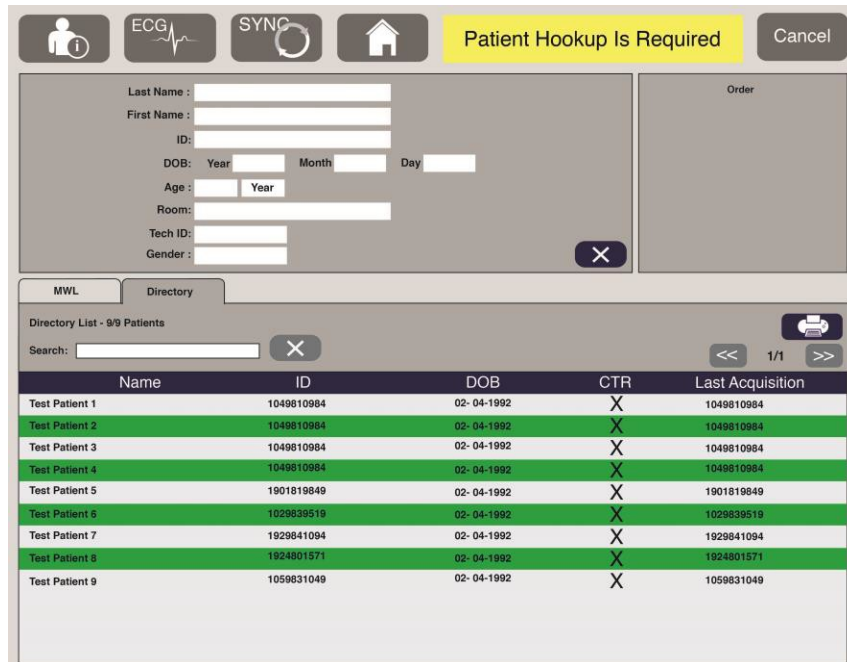 ECG SYNC Patient Hookup Is Required Cancel
Last Name :
First Name :
ID:
DOB: Year Month Day
Age : Year
Room:
Tech ID:
Gender :
Order
MWL Directory
Directory List - 9/9 Patients
Search:
<< 1/1 >>
Name ID DOB CTR Last Acquisition
Test Patient 1 1049810984 02- 04-1992 X 1049810984
Test Patient 2 1049810984 02- 04-1992 X 1049810984
Test Patient 3 1049810984 02- 04-1992 X 1049810984
Test Patient 4 1049810984 02- 04-1992 X 1049810984
Test Patient 5 1901819849 02- 04-1992 X 1901819849
Test Patient 6 1029839519 02- 04-1992 X 1029839519
Test Patient 7 1929841094 02- 04-1992 X 1929841094
Test Patient 8 1924801571 02- 04-1992 X 1924801571
Test Patient 9 1059831049 02- 04-1992 X 1059831049